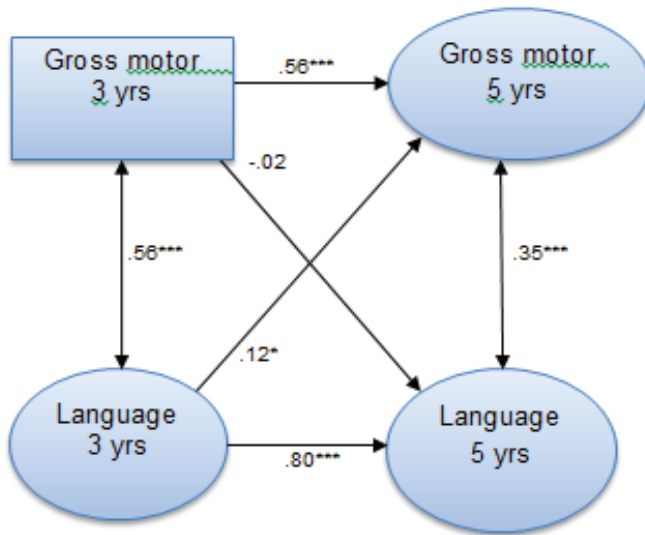 Gross motor
3 yrs
.56***
Gross motor
5 yrs
-.02
.56***
.35***
.12*
Language
3 yrs
.80***
Language
5 yrs